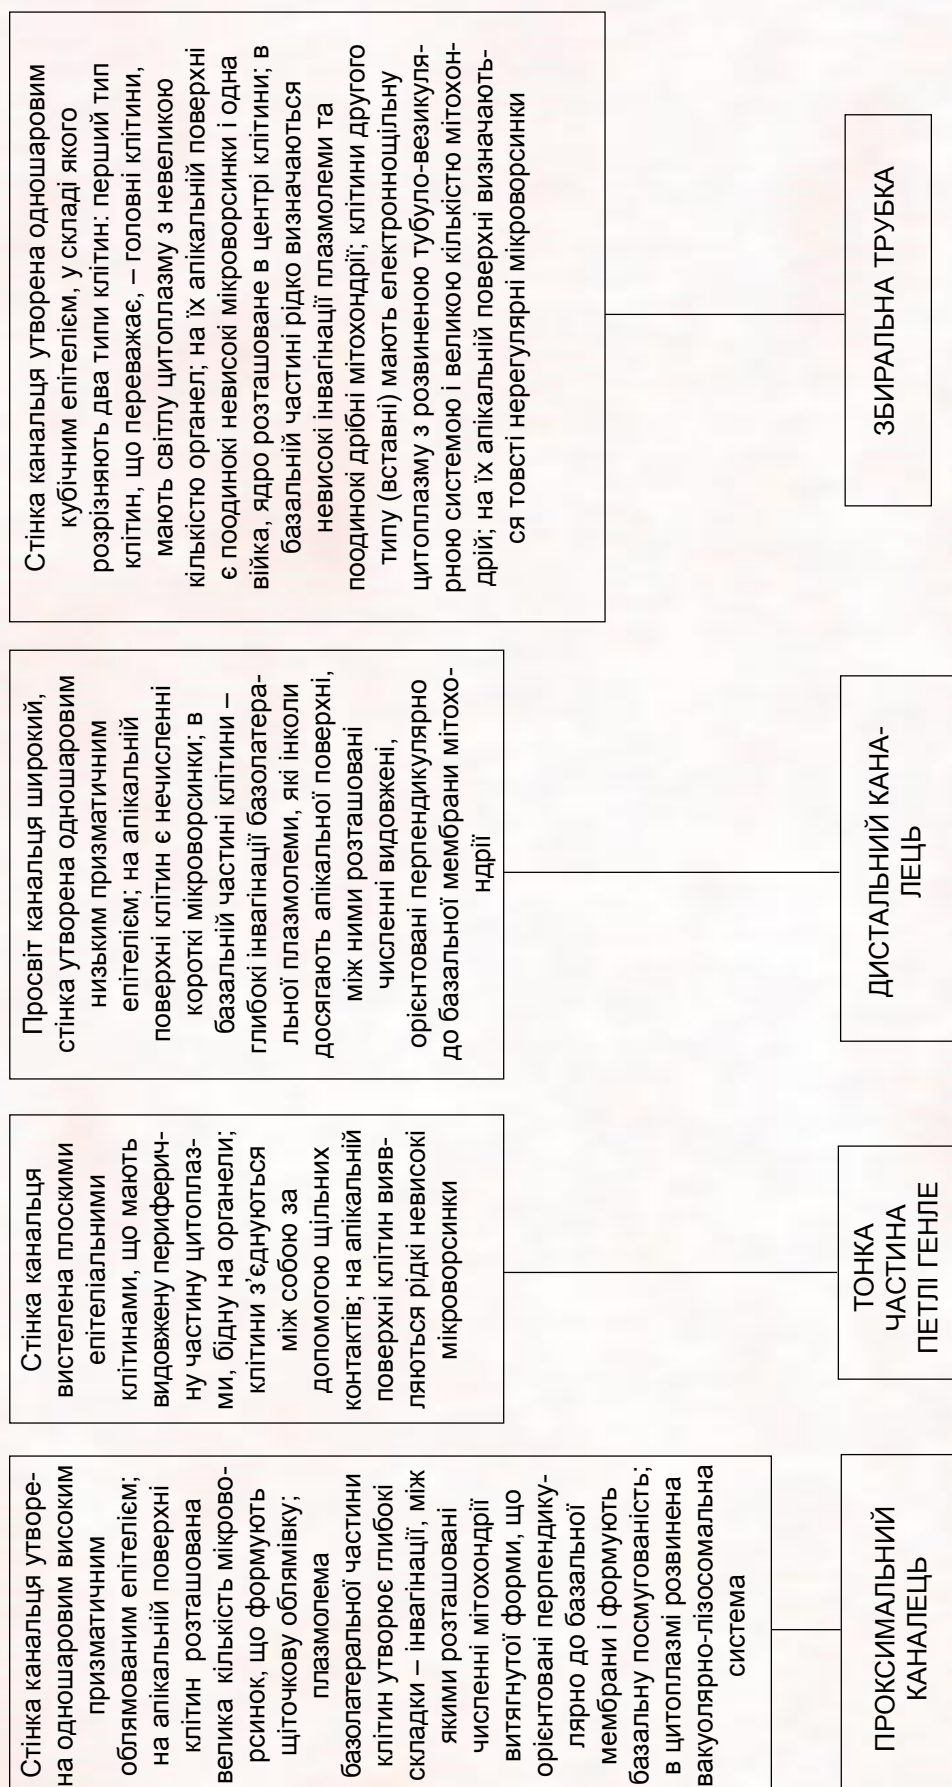 Стінка канальця утворе-
на одношаровим високим
призматичним
облямованим епітелієм;
на апікальній поверхні
клітин розташована
велика кількість мікрово-
рсинок, що формують
щіточкову облямівку;
плазмолема
базолатеральної частини
клітин утворює глибокі
складки – інвагінації, між
якими розташовані
численні мітохондрії
витягнутої форми, що
орієнтовані перпендику-
лярно до базальної
мембрани і формують
базальну посмугованість;
в цитоплазмі розвинена
вакуолярно-лізосомальна
система
ПРОКСИМАЛЬНИЙ
КАНАЛЕЦЬ
Стінка канальця
вистелена плоскими
епітеліальними
клітинами, що мають
видовжену периферич-
ну частину цитоплаз-
ми, бідну на органели;
клітини з'єднуються
між собою за
допомогою щільних
контактів; на апікальній
поверхні клітин вияв-
ляються рідкі невисокі
мікроворсинки
ТОНКА
ЧАСТИНА
ПЕТЛІ ГЕНЛЕ
Просвіт канальця широкий,
стінка утворена одношаровим
низьким призматичним
епітелієм; на апікальній
поверхні клітин є нечисленні
короткі мікроворсинки; в
базальній частині клітини –
глибокі інвагінації базолатера-
льної плазмолеми, які інколи
досягають апікальної поверхні,
між ними розташовані
численні видовжені,
орієнтовані перпендикулярно
до базальної мембрани мітохо-
ндрії
ДИСТАЛЬНИЙ КАНА-
ЛЕЦЬ
Стінка канальця утворена одношаровим
кубічним епітелієм, у складі якого
розрізняють два типи клітин: перший тип
клітин, що переважає, – головні клітини,
мають світлу цитоплазму з невеликою
кількістю органел; на їх апікальній поверхні
є поодинокі невисокі мікроворсинки і одна
війка, ядро розташоване в центрі клітини; в
базальній частині рідко визначаються
невисокі інвагінації плазмолеми та
поодинокі дрібні мітохондрії; клітини другого
типу (вставні) мають електроннощільну
цитоплазму з розвиненою тубуло-везикуля-
рною системою і великою кількістю мітохон-
дрій; на їх апікальній поверхні визначають-
ся товсті нерегулярні мікроворсинки
ЗБИРАЛЬНА ТРУБКА